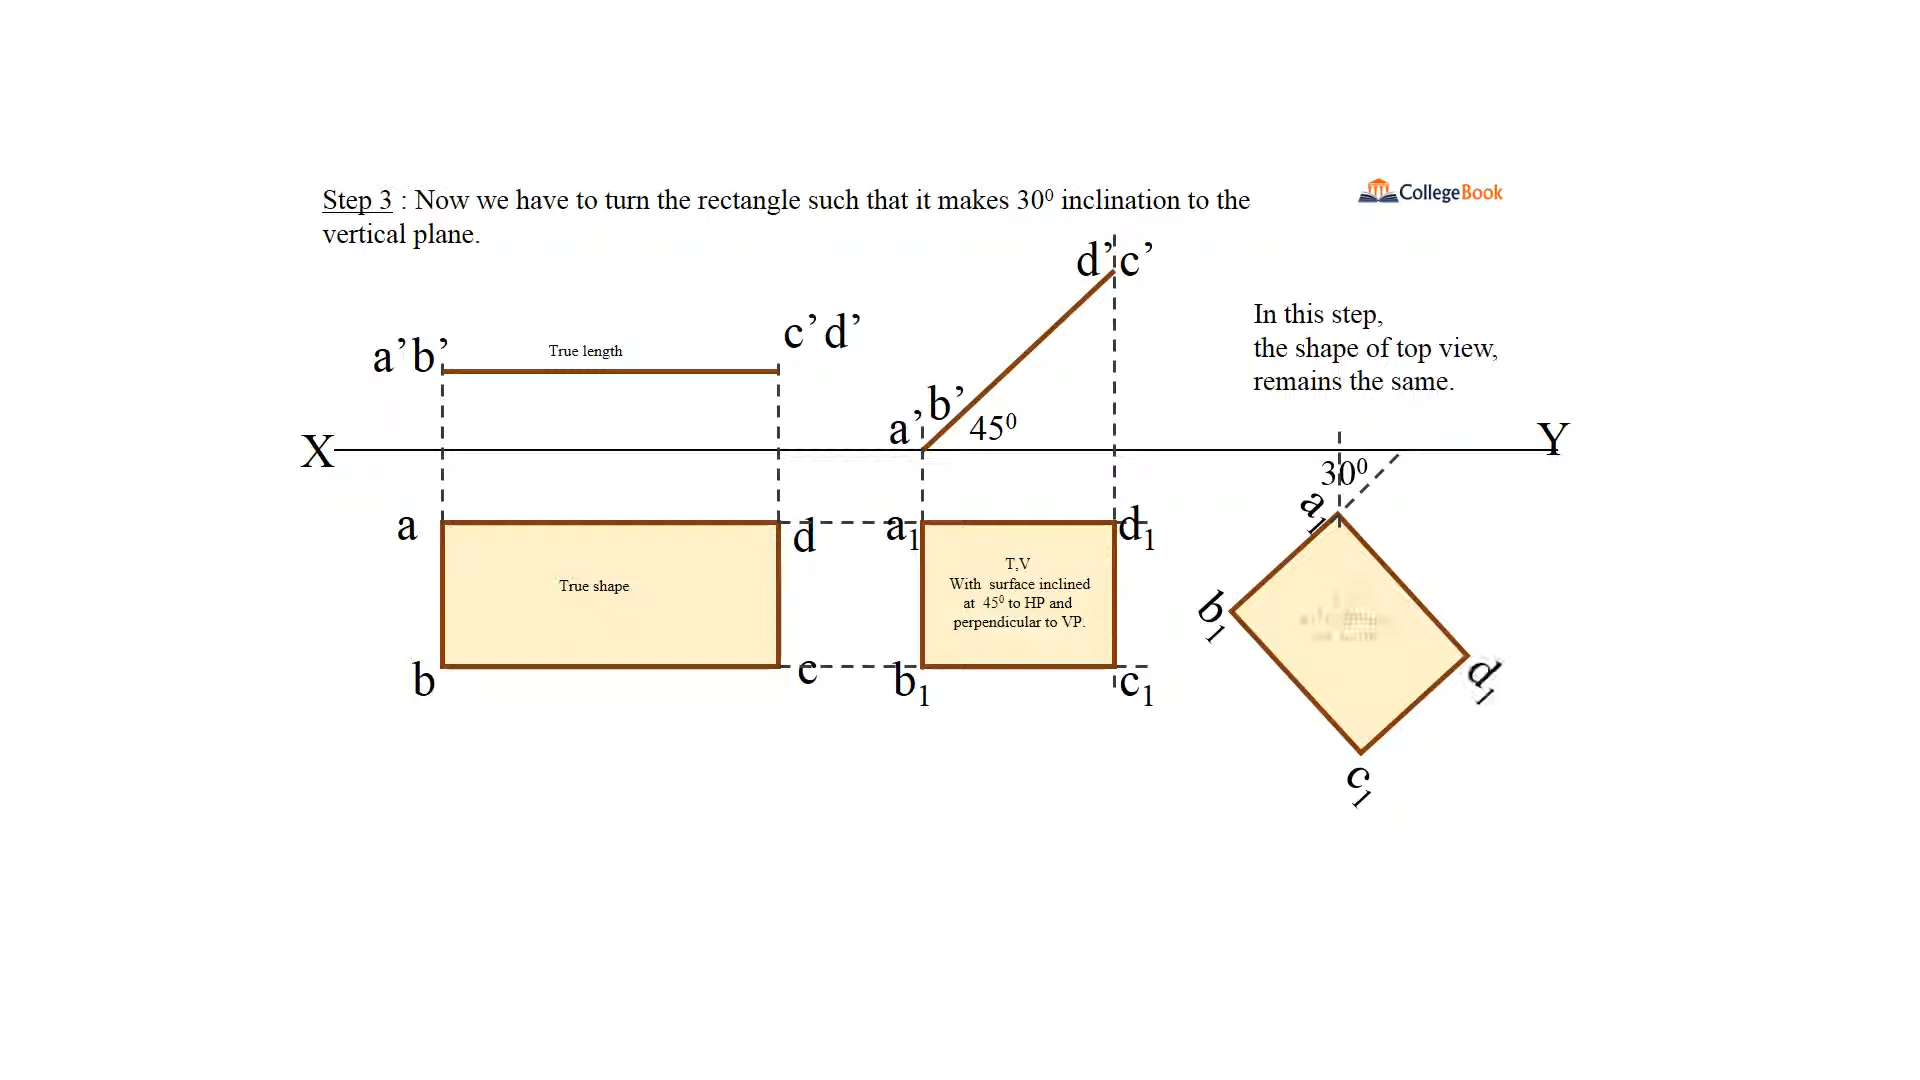 Step 3 : Now we have to turn the rectangle such that it makes 30⁰ inclination to the
vertical plane.
CollegeBook
d’ c’
In this step,
the shape of top view,
remains the same.
c’d’
a’b’
True length
a’b’
45⁰
X
Y
30⁰
a
d
a₁
d₁
a₁
True shape
T,V
With surface inclined
at 45⁰ to HP and
perpendicular to VP.
b₁
d₁
b
c
b₁
c₁
c₁